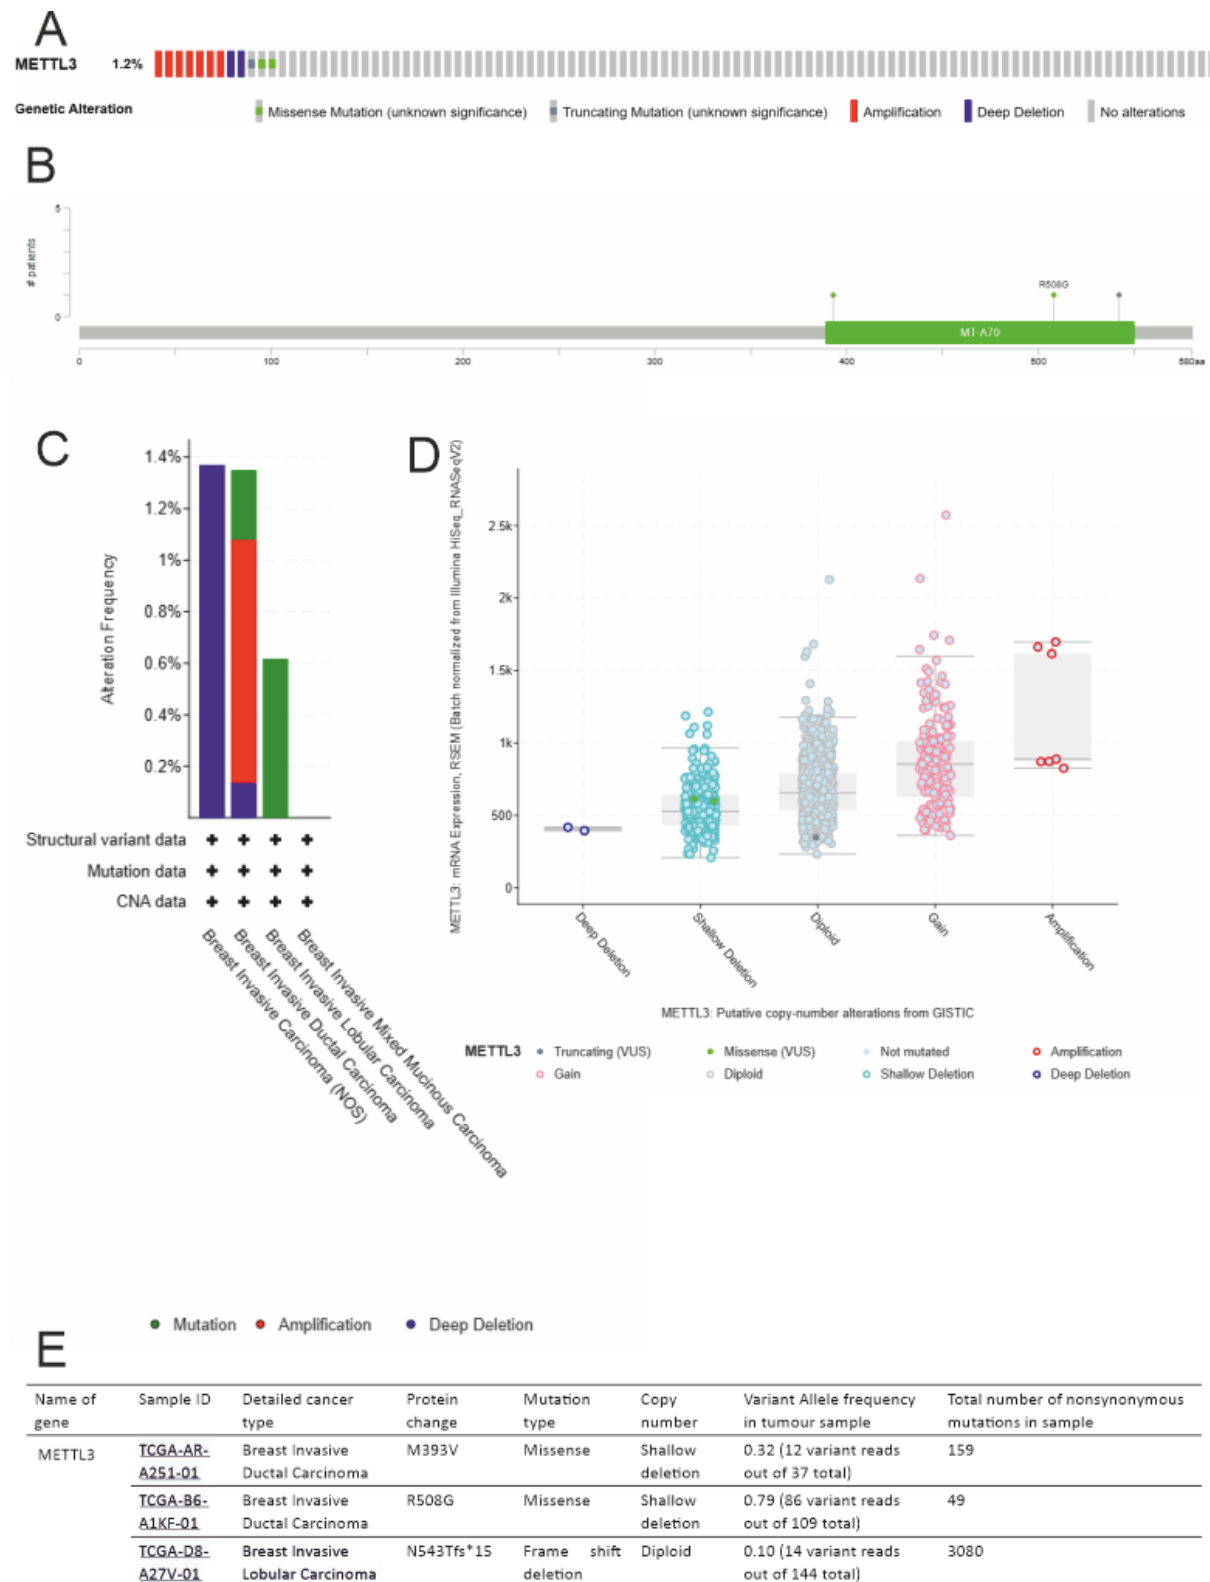 A
METTL3 1.2%
Genetic Alteration Missense Mutation (unknown significance) Truncating Mutation (unknown significance) Amplification Deep Deletion No alterations
B
5
# patients
0
R508G
MT-A70
0 100 200 300 400 500 580aa
C
1.4%
1.2%
1%
0.8%
0.6%
0.4%
0.2%
Alteration Frequency
Structural variant data
Mutation data
CNA data
Breast Invasive Carcinoma (NOS)
Breast Invasive Ductal Carcinoma
Breast Invasive Lobular Carcinoma
Breast Invasive Mixed Mucinous Carcinoma
Mutation Amplification Deep Deletion
D
METTL3: mRNA Expression, RSEM (Batch normalized from Illumina HiSeq_RNASeqV2)
2.5k
2k
1.5k
1k
500
0
Deep Deletion
Shallow Deletion
Diploid
Gain
Amplification
METTL3: Putative copy-number alterations from GISTIC
METTL3 Truncating (VUS) Missense (VUS) Not mutated Amplification
Gain Diploid Shallow Deletion Deep Deletion
E
Name of Sample ID Detailed cancer Protein Mutation Copy Variant Allele frequency Total number of nonsynonymous
gene type change type number in tumour sample mutations in sample
METTL3 TCGA-AR- Breast Invasive M393V Missense Shallow 0.32 (12 variant reads 159
A251-01 Ductal Carcinoma deletion out of 37 total)
TCGA-B6- Breast Invasive R508G Missense Shallow 0.79 (86 variant reads 49
A1KF-01 Ductal Carcinoma deletion out of 109 total)
TCGA-D8- Breast Invasive N543Tfs*15 Frame shift Diploid 0.10 (14 variant reads 3080
A27V-01 Lobular Carcinoma deletion out of 144 total)